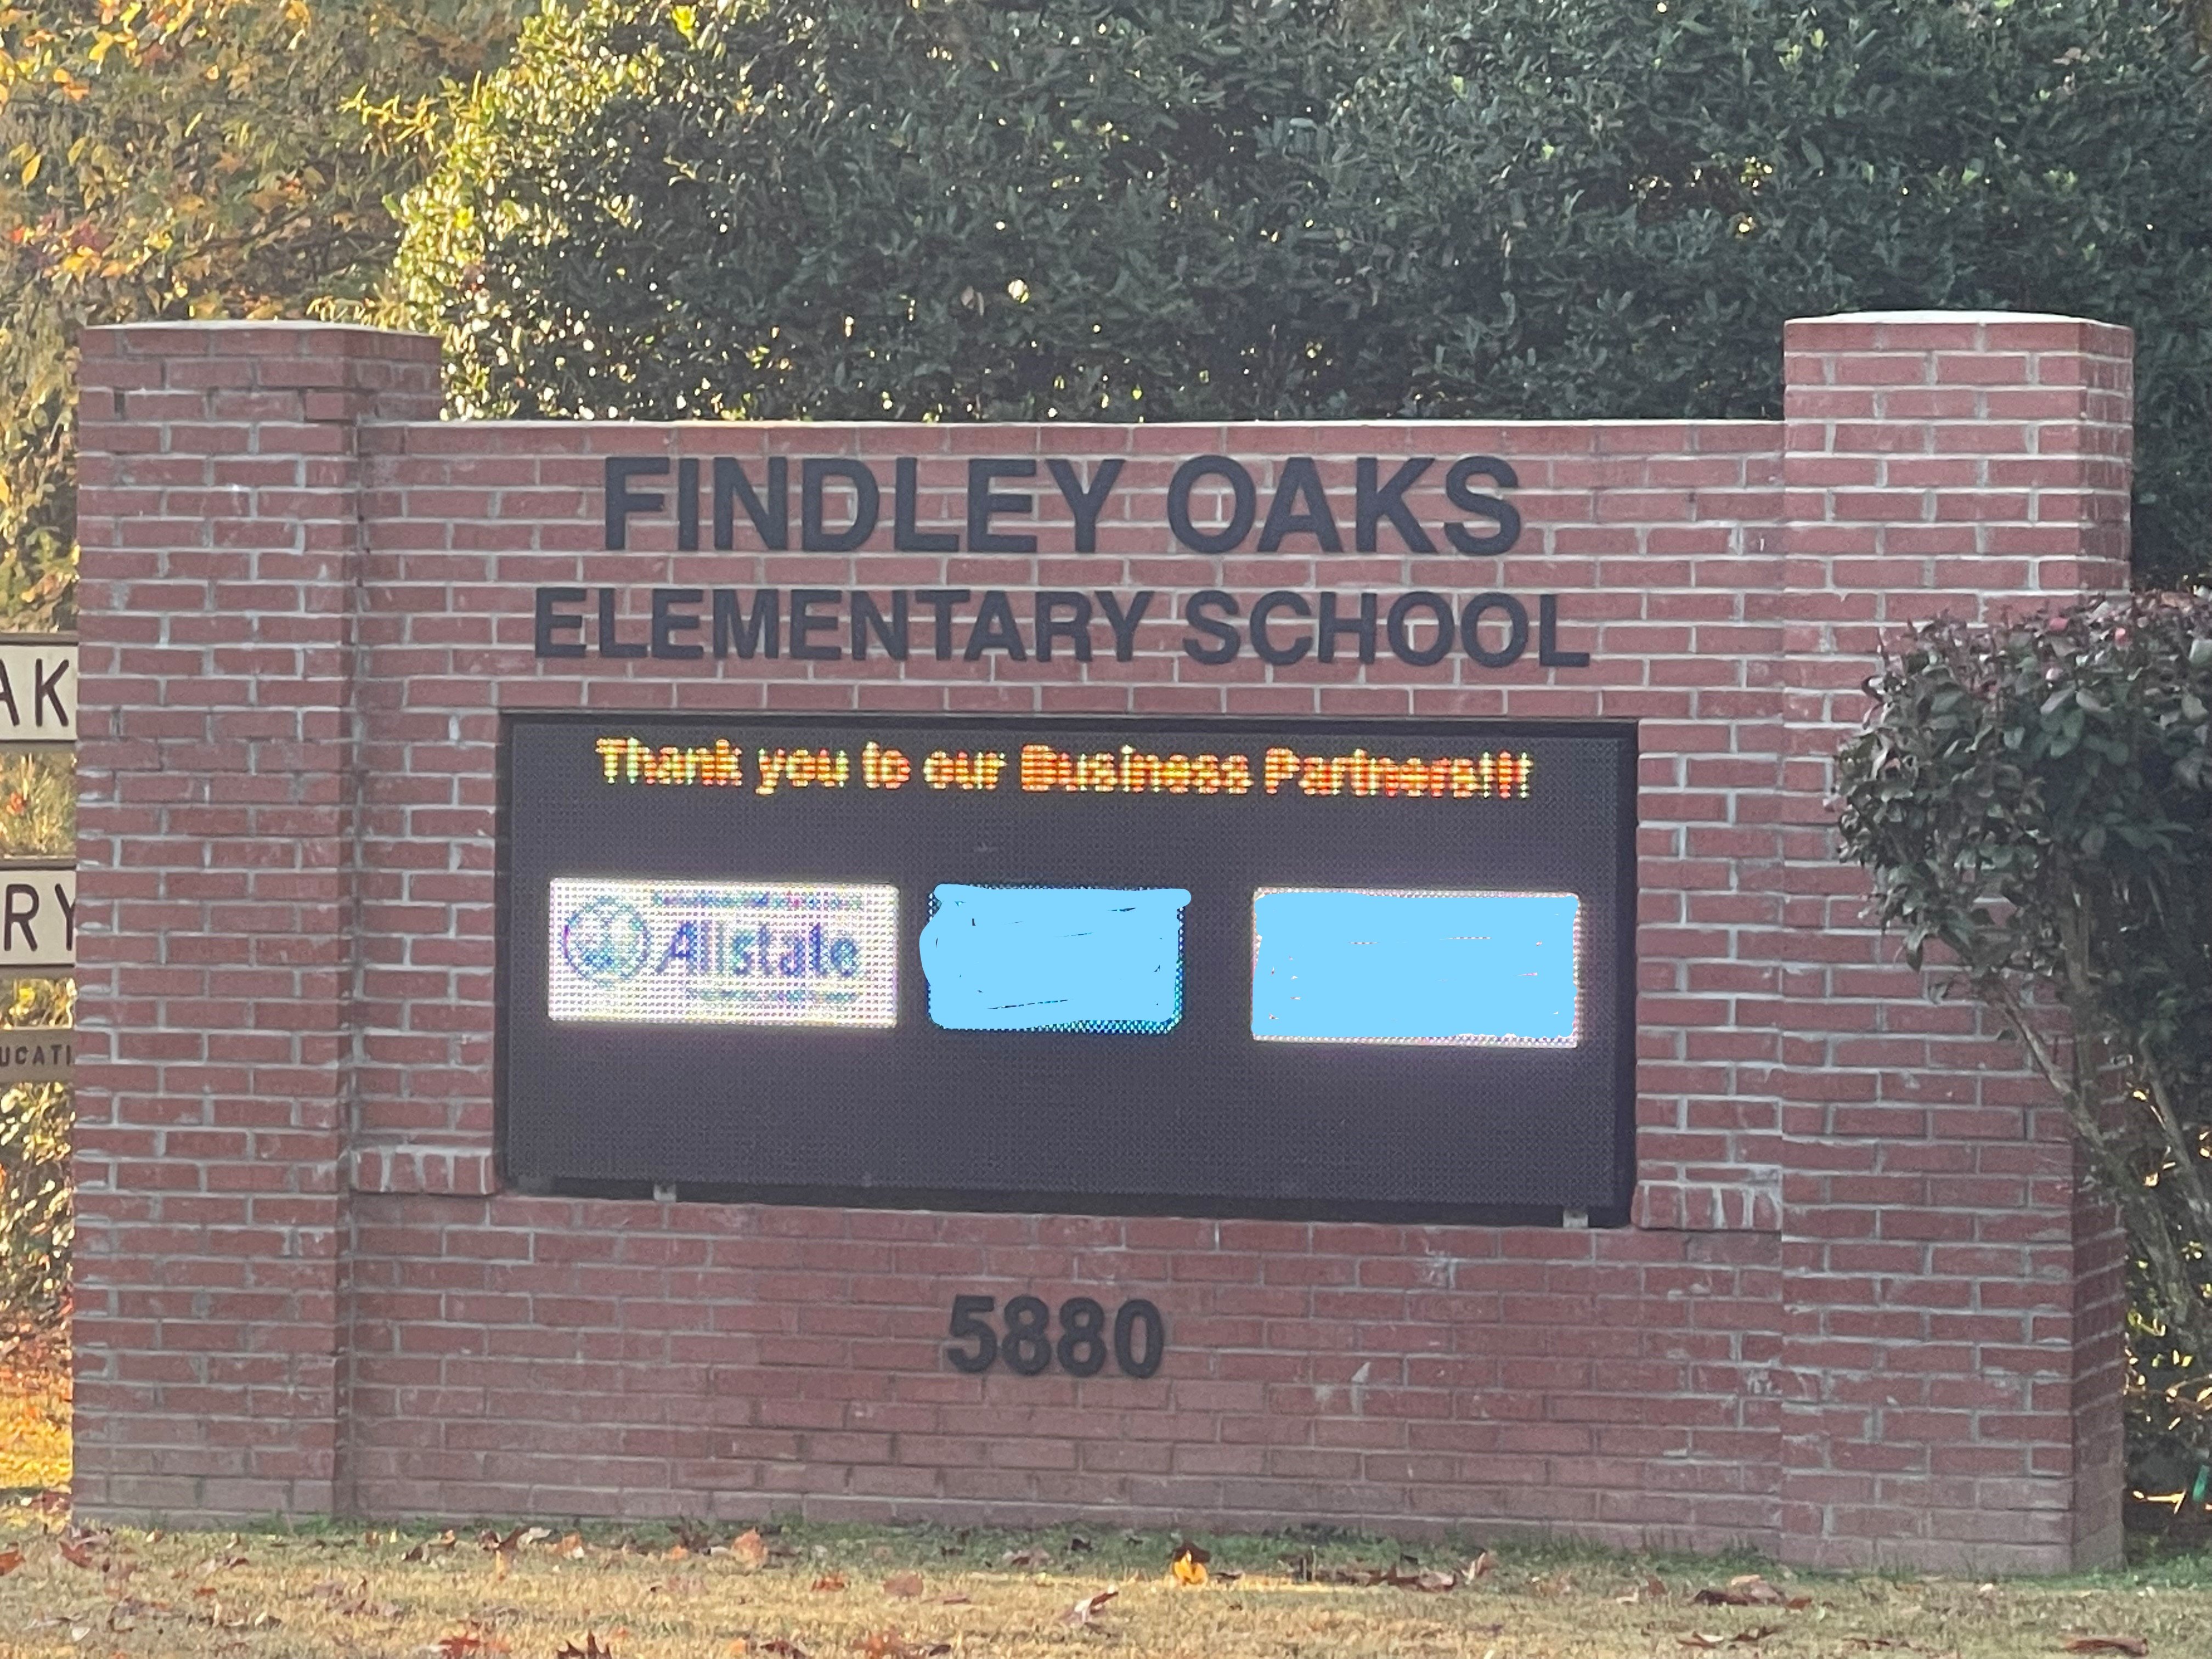 FINDLEY OAKS
ELEMENTARY SCHOOL
Thank you to our Business Partners!!!
Allstate
5880
AK
RY
UCATI